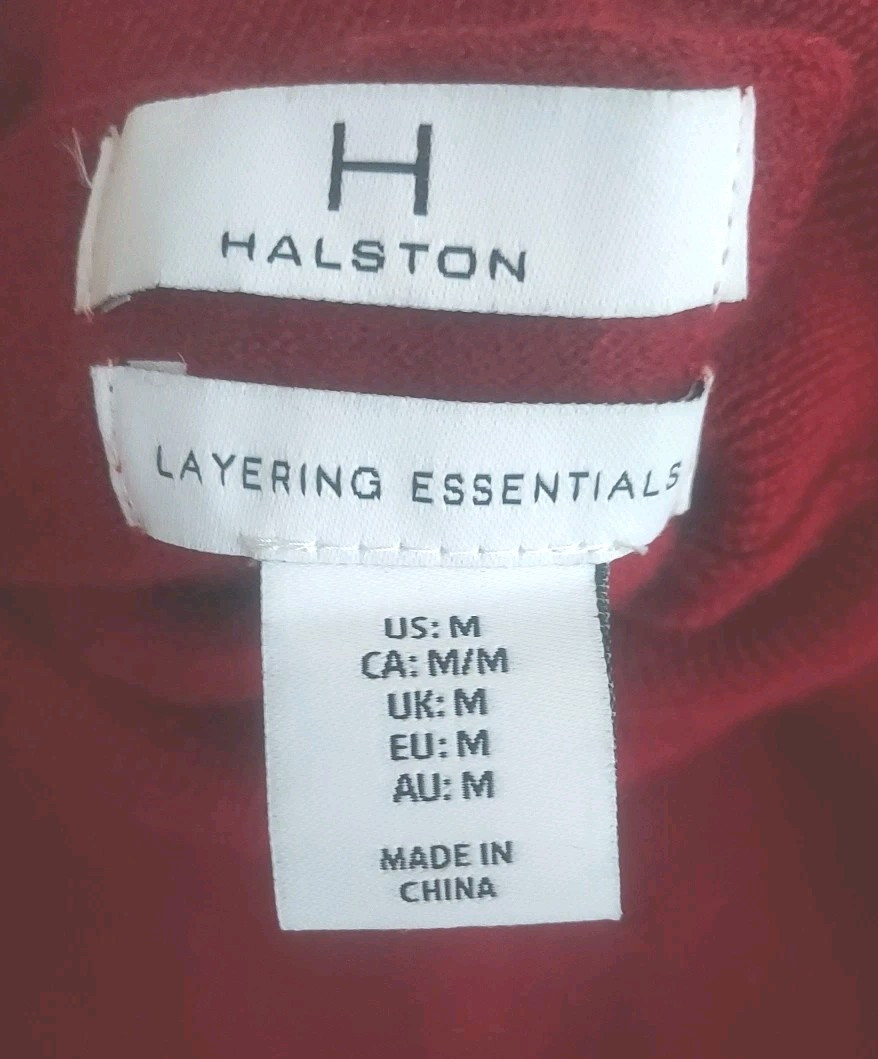 H
HALSTON
LAYERING ESSENTIALS
US: M
CA: M/M
UK: M
EU: M
AU: M
MADE IN
CHINA